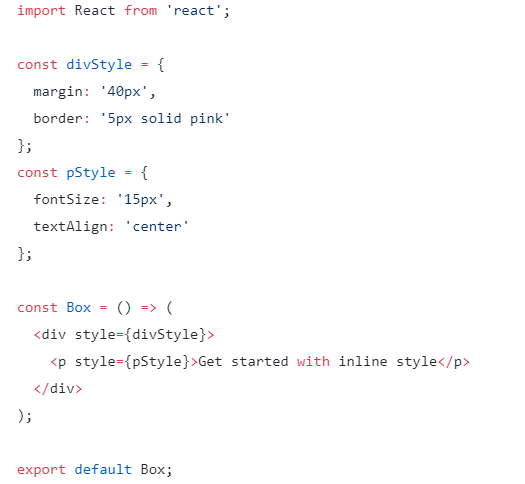 import React from 'react';
const divStyle = {
  margin: '40px',
  border: '5px solid pink'
};
const pStyle = {
  fontSize: '15px',
  textAlign: 'center'
};
const Box = () => (
  <div style={divStyle}>
    <p style={pStyle}>Get started with inline style</p>
  </div>
);
export default Box;